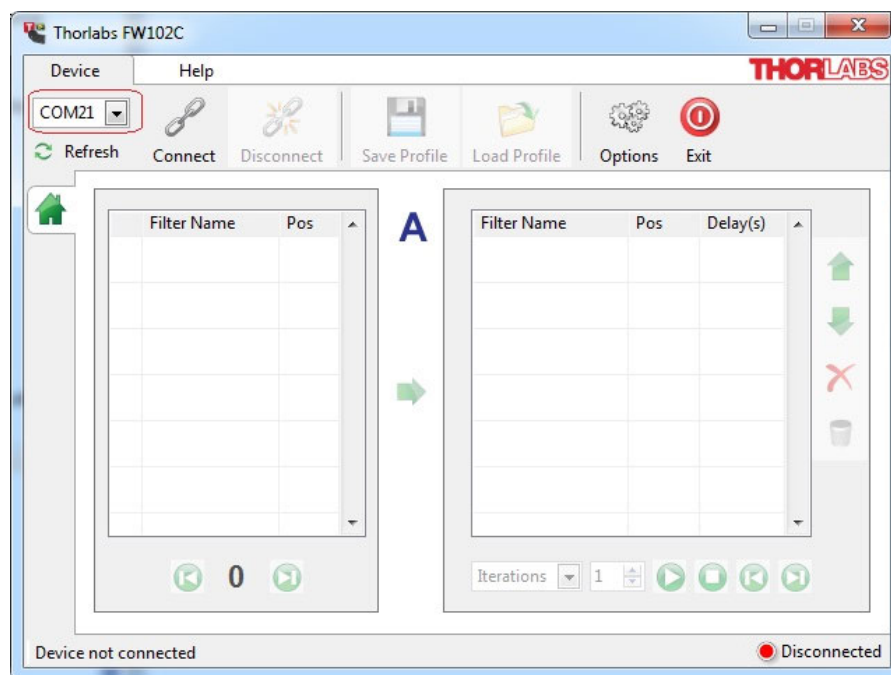 Thorlabs FW102C
Device Help THORLABS
COM21
Refresh Connect Disconnect Save Profile Load Profile Options Exit
Filter Name Pos A Filter Name Pos Delay(s)
0 Iterations 1
Device not connected Disconnected